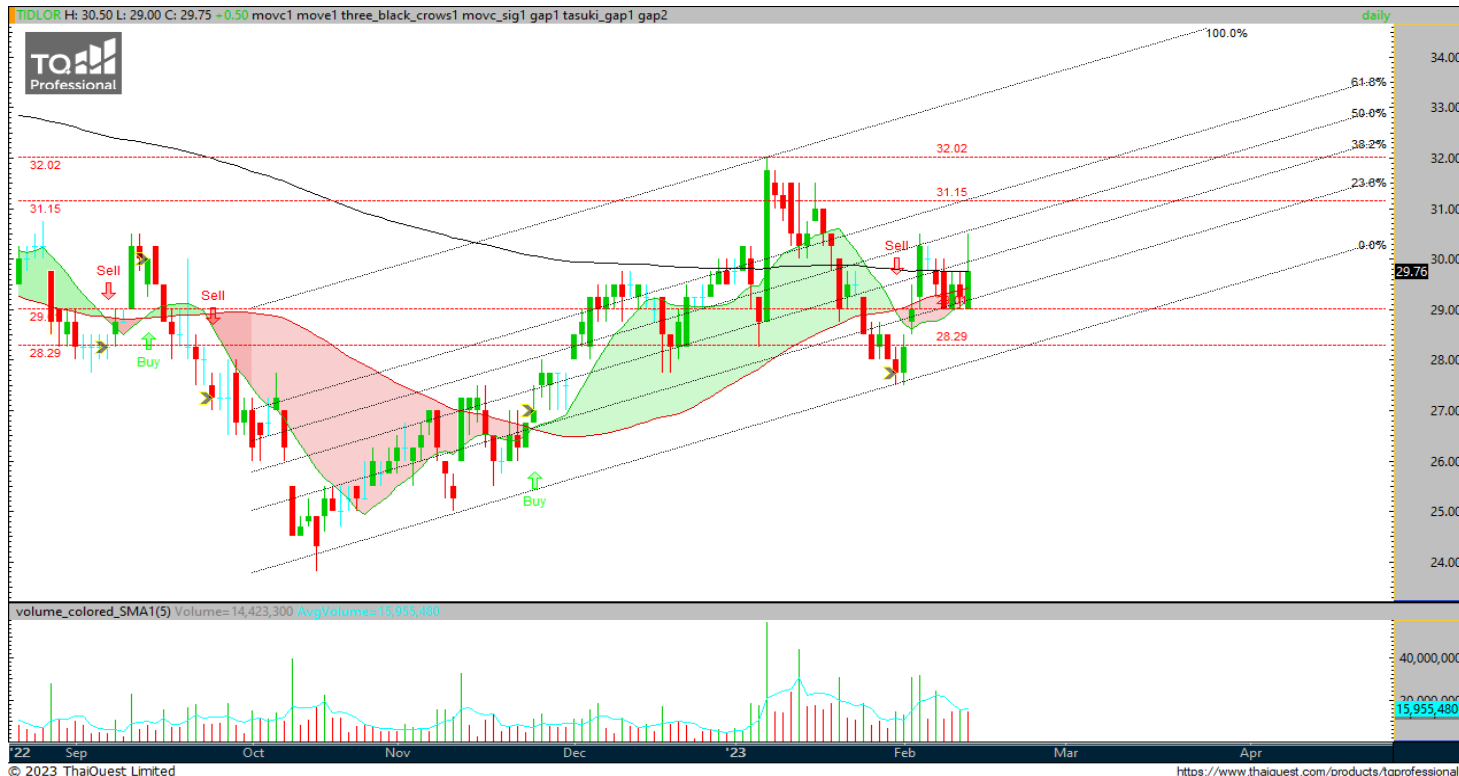 TIDLOR H: 30.50 L: 29.00 C: 29.75 +0.50 movc1 move1 three_black_crows1 movc_sig1 gap1 tasuki_gap1 gap2 daily
TQ
Professional
100.0%
34.00
61.8%
33.00
50.0%
38.2%
32.02
32.02
32.00
23.6%
31.15
31.15
31.00
Sell
0.0%
30.00
Sell
29.76
Sell
29.00
28.29
28.29
Buy
28.00
27.00
26.00
Buy
25.00
24.00
volume_colored_SMA1(5) Volume=14,423,300 AvgVolume=15,955,480
40,000,000
15,955,480
'22 Sep Oct Nov Dec '23 Feb Mar Apr
© 2023 ThaiQuest Limited https://www.thaiquest.com/products/tqprofessional